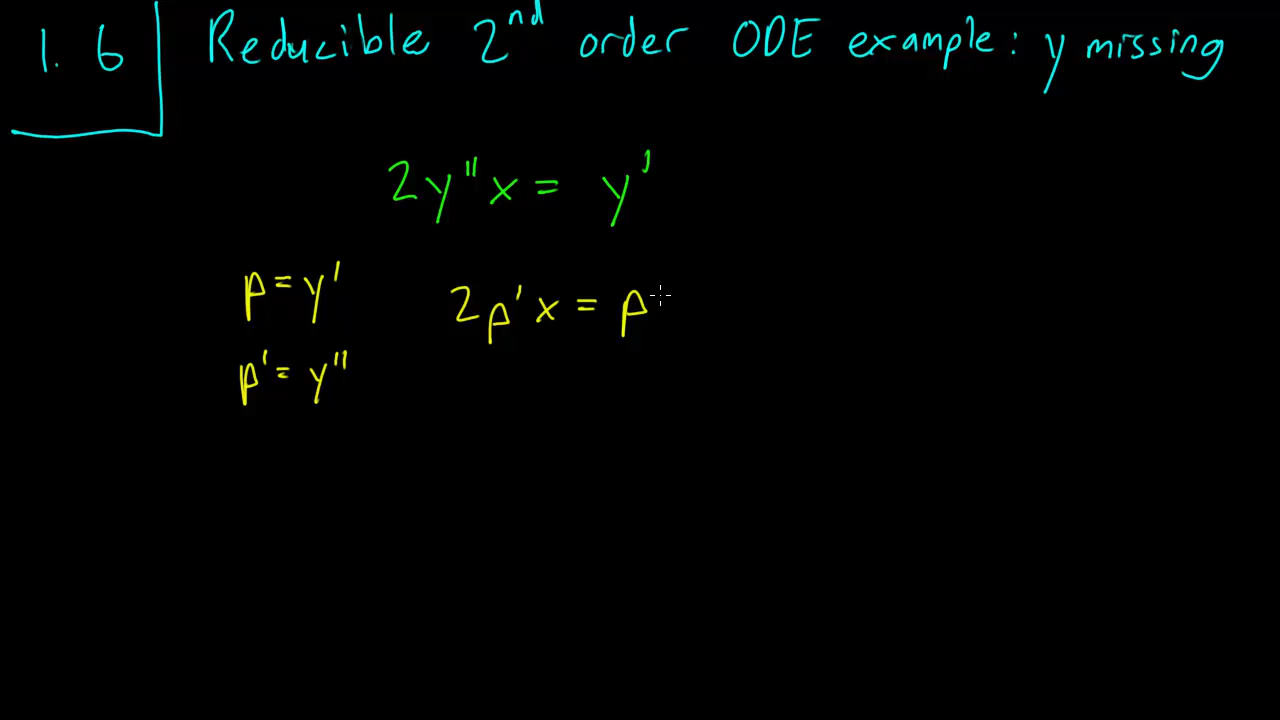 1. 6 Reducible 2nd order ODE example: y missing
2y"x = y'
p = y' 2p'x = p
p' = y"